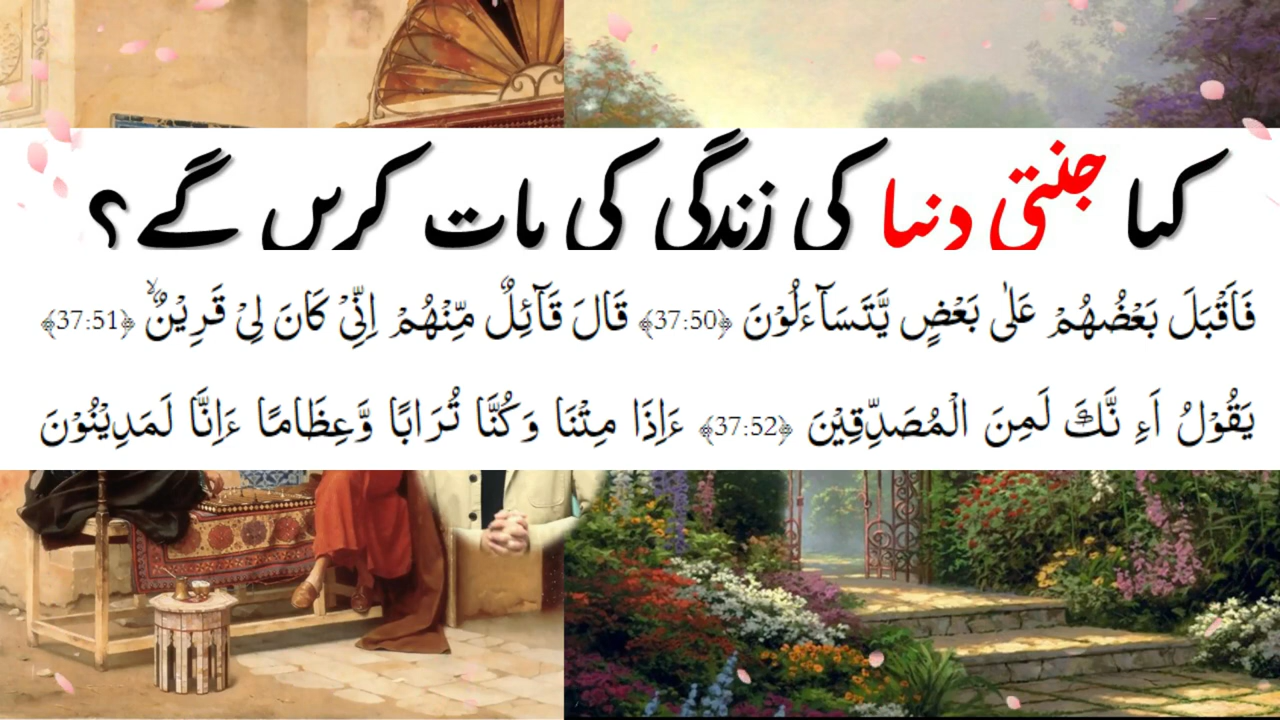 کیا جنتی دنیا کی زندگی کی بات کریں گے؟
فَاَقْبَلَ بَعْضُهُمْ عَلٰى بَعْضٍ يَّتَسَآءَلُوْنَ ﴿37:50﴾ قَالَ قَآئِلٌ مِّنْهُمْ اِنِّىْ كَانَ لِىْ قَرِيْنٌۙ ﴿37:51﴾
يَقُوْلُ اَءِنَّكَ لَمِنَ الْمُصَدِّقِيْنَ ﴿37:52﴾ ءَاِذَا مِتْنَا وَكُنَّا تُرَابًا وَّعِظَامًا ءَاِنَّا لَمَدِيْنُوْنَ